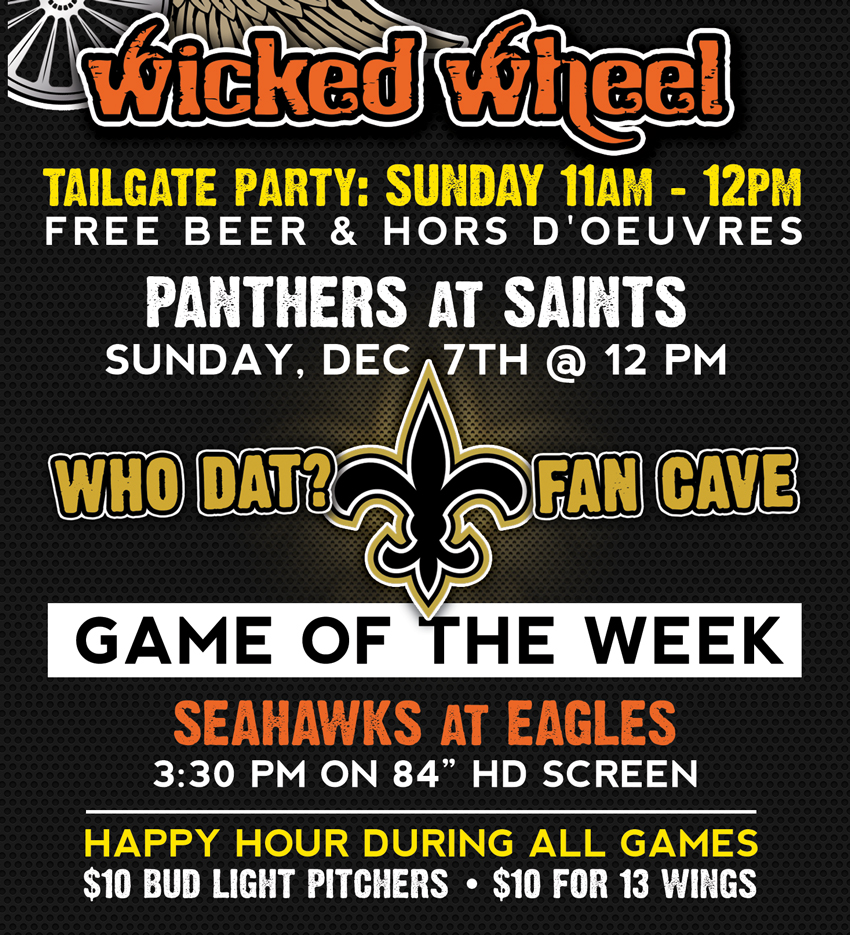 wicked wheel
TAILGATE PARTY: SUNDAY 11AM - 12PM
FREE BEER & HORS D'OEUVRES
PANTHERS AT SAINTS
SUNDAY, DEC 7TH @ 12 PM
WHO DAT? FAN CAVE
GAME OF THE WEEK
SEAHAWKS AT EAGLES
3:30 PM ON 84” HD SCREEN
HAPPY HOUR DURING ALL GAMES
$10 BUD LIGHT PITCHERS • $10 FOR 13 WINGS